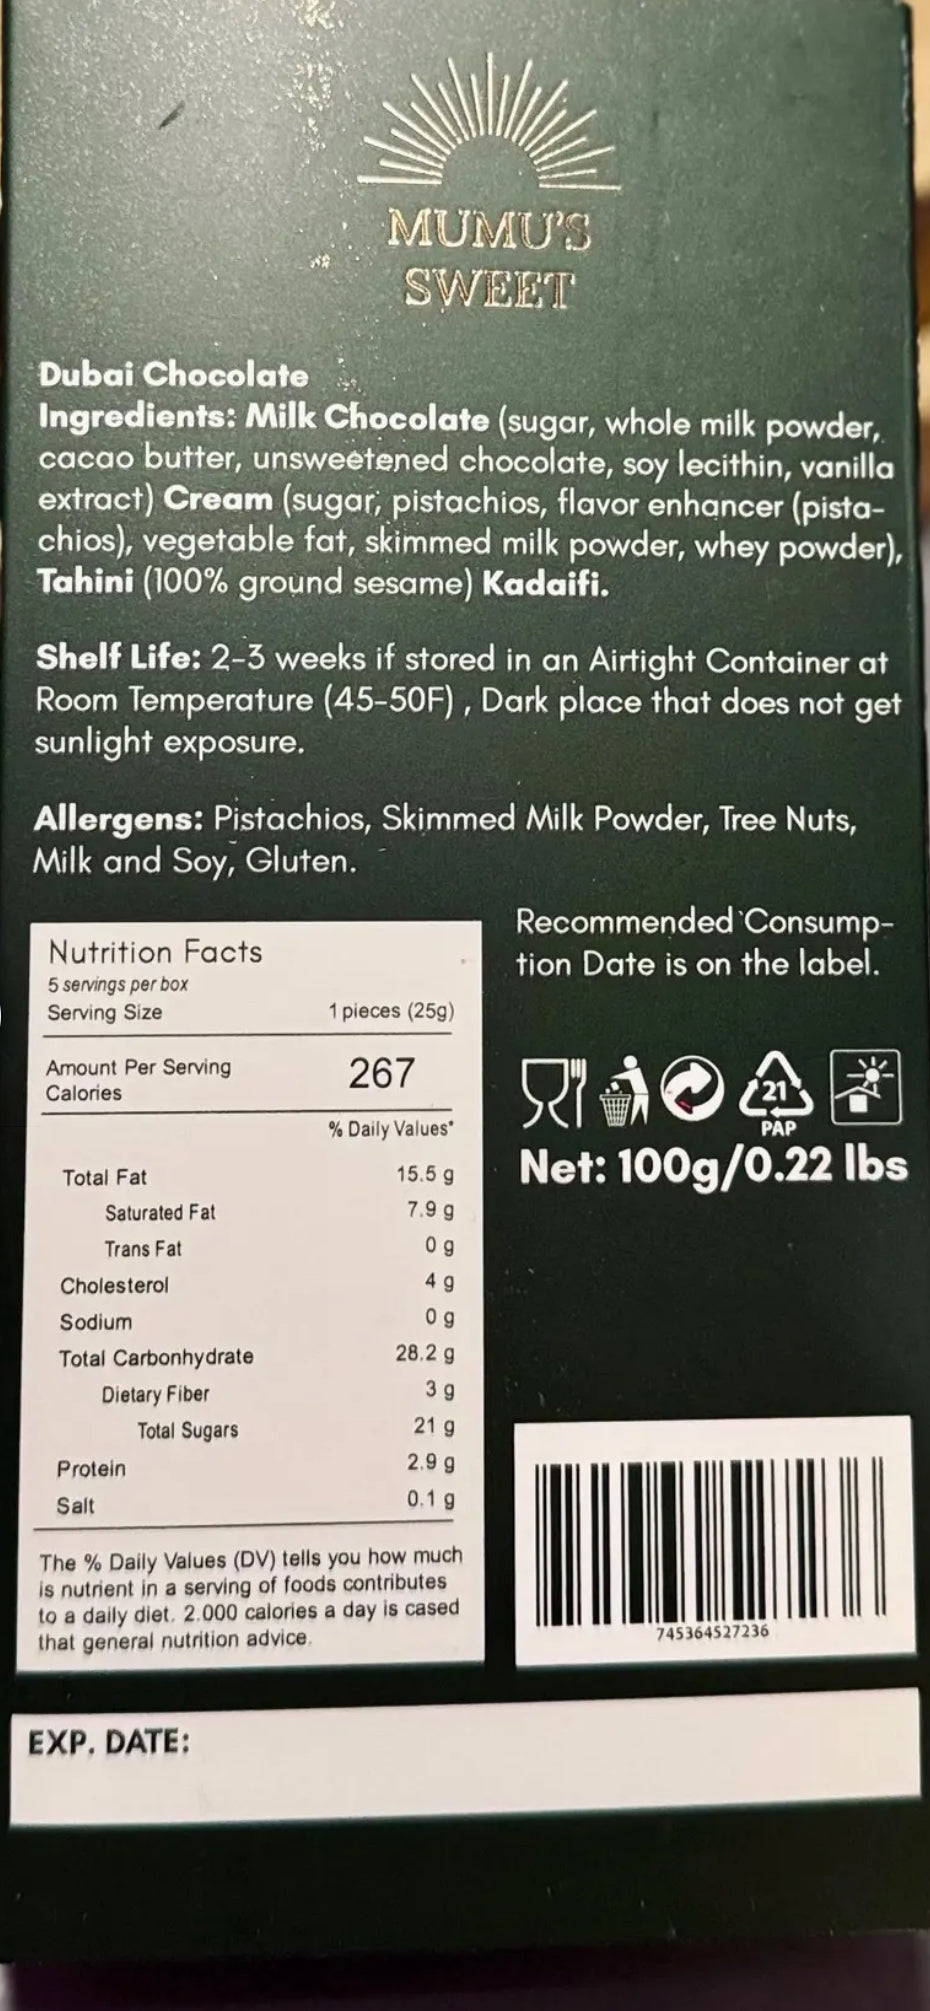 MUMU'S
SWEET
Dubai Chocolate
Ingredients: Milk Chocolate (sugar, whole milk powder,
cacao butter, unsweetened chocolate, soy lecithin, vanilla
extract) Cream (sugar, pistachios, flavor enhancer (pista-
chios), vegetable fat, skimmed milk powder, whey powder),
Tahini (100% ground sesame) Kadaifi.
Shelf Life: 2-3 weeks if stored in an Airtight Container at
Room Temperature (45-50F) , Dark place that does not get
sunlight exposure.
Allergens: Pistachios, Skimmed Milk Powder, Tree Nuts,
Milk and Soy, Gluten.
Recommended Consump-
tion Date is on the label.
Nutrition Facts
5 servings per box
Serving Size 1 pieces (25g)
Amount Per Serving
Calories 267
% Daily Values*
Total Fat 15.5 g
Saturated Fat 7.9 g
Trans Fat 0 g
Cholesterol 4 g
Sodium 0 g
Total Carbonhydrate 28.2 g
Dietary Fiber 3 g
Total Sugars 21 g
Protein 2.9 g
Salt 0.1 g
The % Daily Values (DV) tells you how much
is nutrient in a serving of foods contributes
to a daily diet. 2.000 calories a day is cased
that general nutrition advice.
21
PAP
Net: 100g/0.22 lbs
745364527236
EXP. DATE: